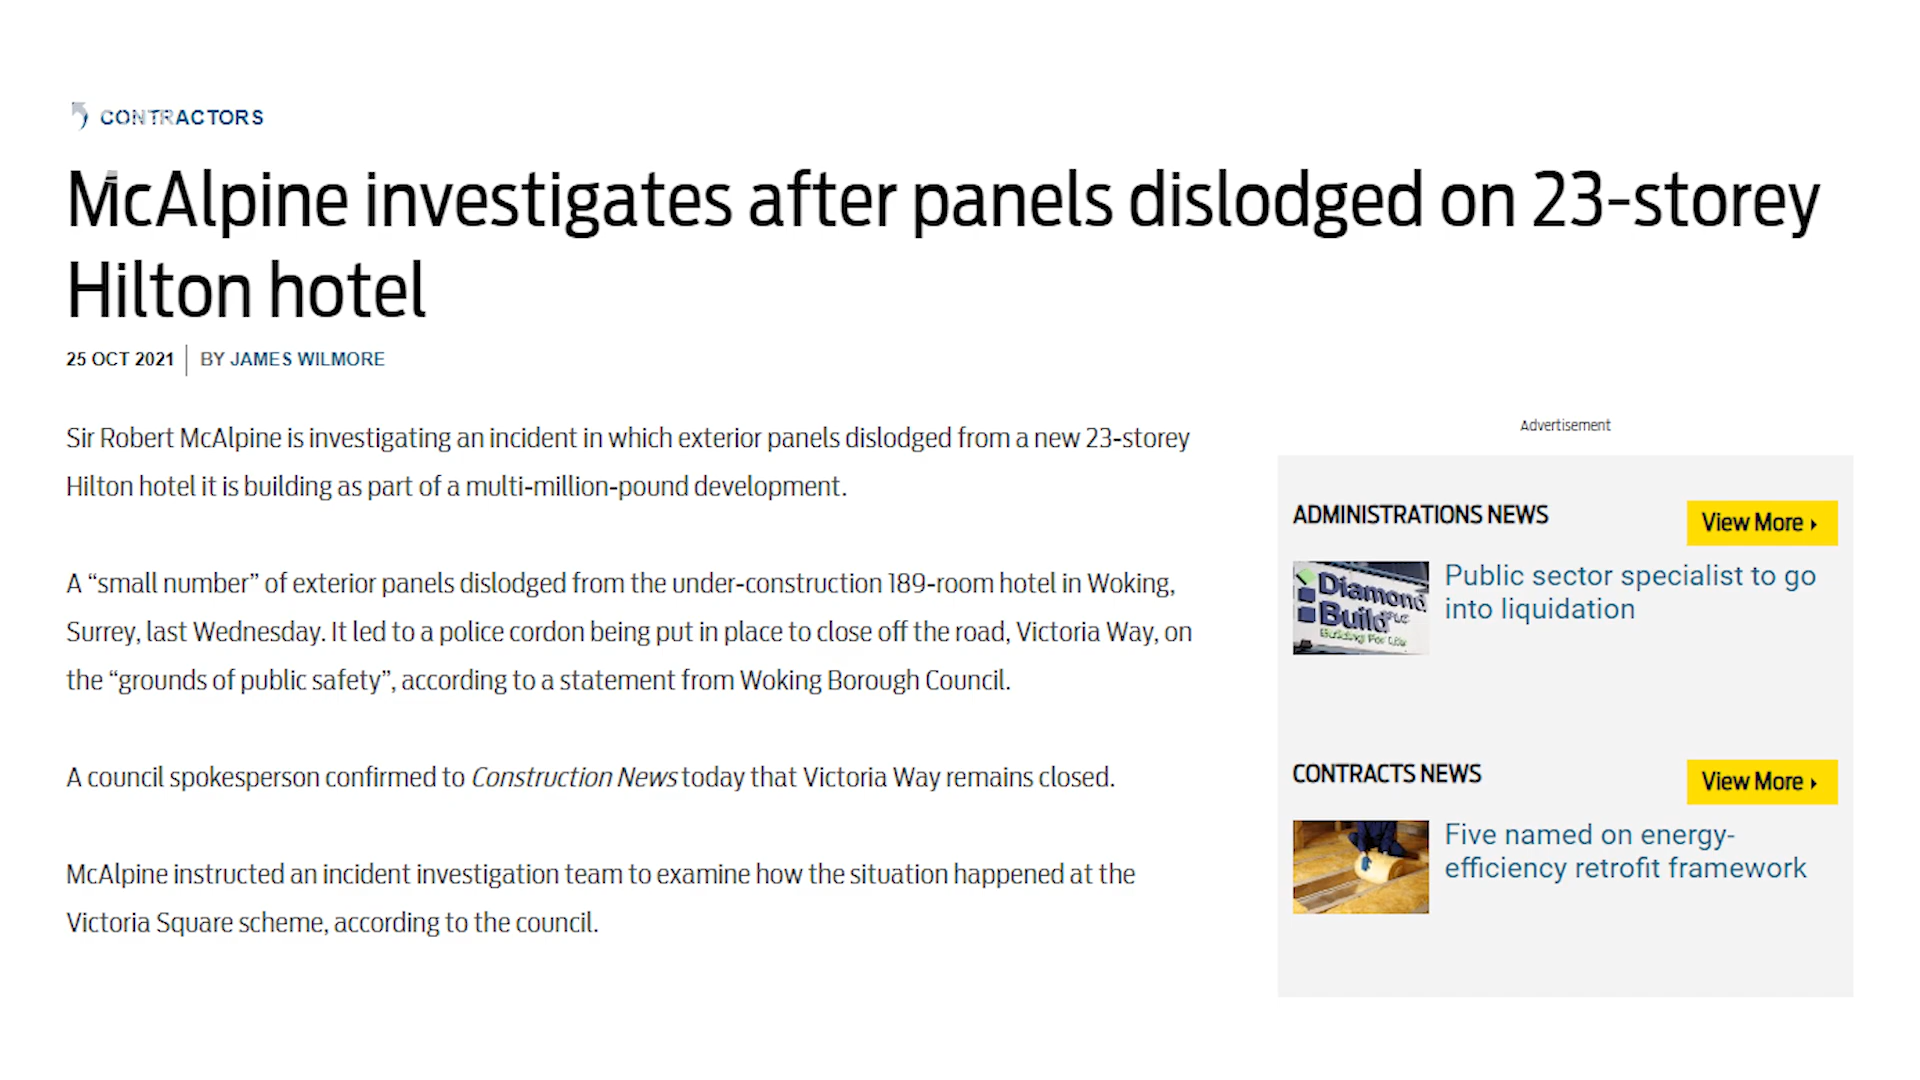 CONTRACTORS
McAlpine investigates after panels dislodged on 23-storey
Hilton hotel
25 OCT 2021 | BY JAMES WILMORE
Sir Robert McAlpine is investigating an incident in which exterior panels dislodged from a new 23-storey
Hilton hotel it is building as part of a multi-million-pound development.
A “small number” of exterior panels dislodged from the under-construction 189-room hotel in Woking,
Surrey, last Wednesday. It led to a police cordon being put in place to close off the road, Victoria Way, on
the “grounds of public safety”, according to a statement from Woking Borough Council.
A council spokesperson confirmed to Construction News today that Victoria Way remains closed.
McAlpine instructed an incident investigation team to examine how the situation happened at the
Victoria Square scheme, according to the council.
Advertisement
ADMINISTRATIONS NEWS
View More
Diamond
Build PLC
Building For Life
Public sector specialist to go
into liquidation
CONTRACTS NEWS
View More
Five named on energy-
efficiency retrofit framework